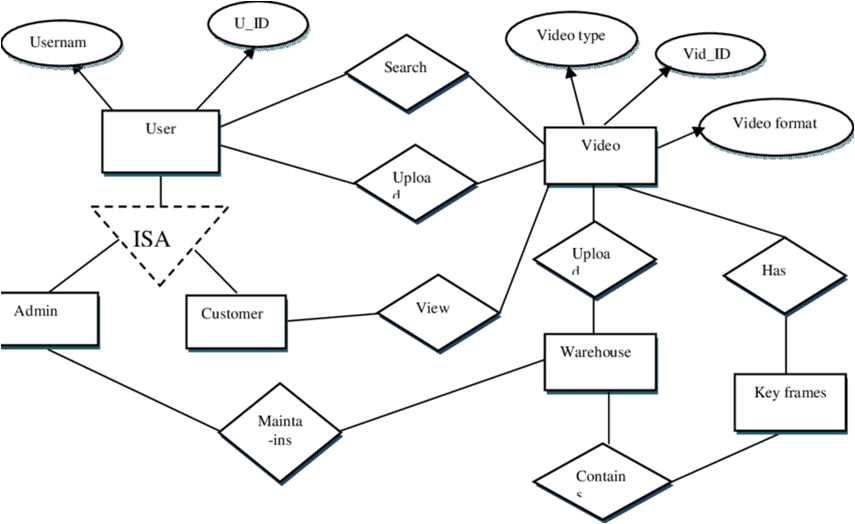 Usernam
U_ID
Video type
Vid_ID
Video format
Search
User
Video
Uploa
d
ISA
Uploa
d
Has
Admin
Customer
View
Warehouse
Key frames
Mainta
-ins
Contain
s